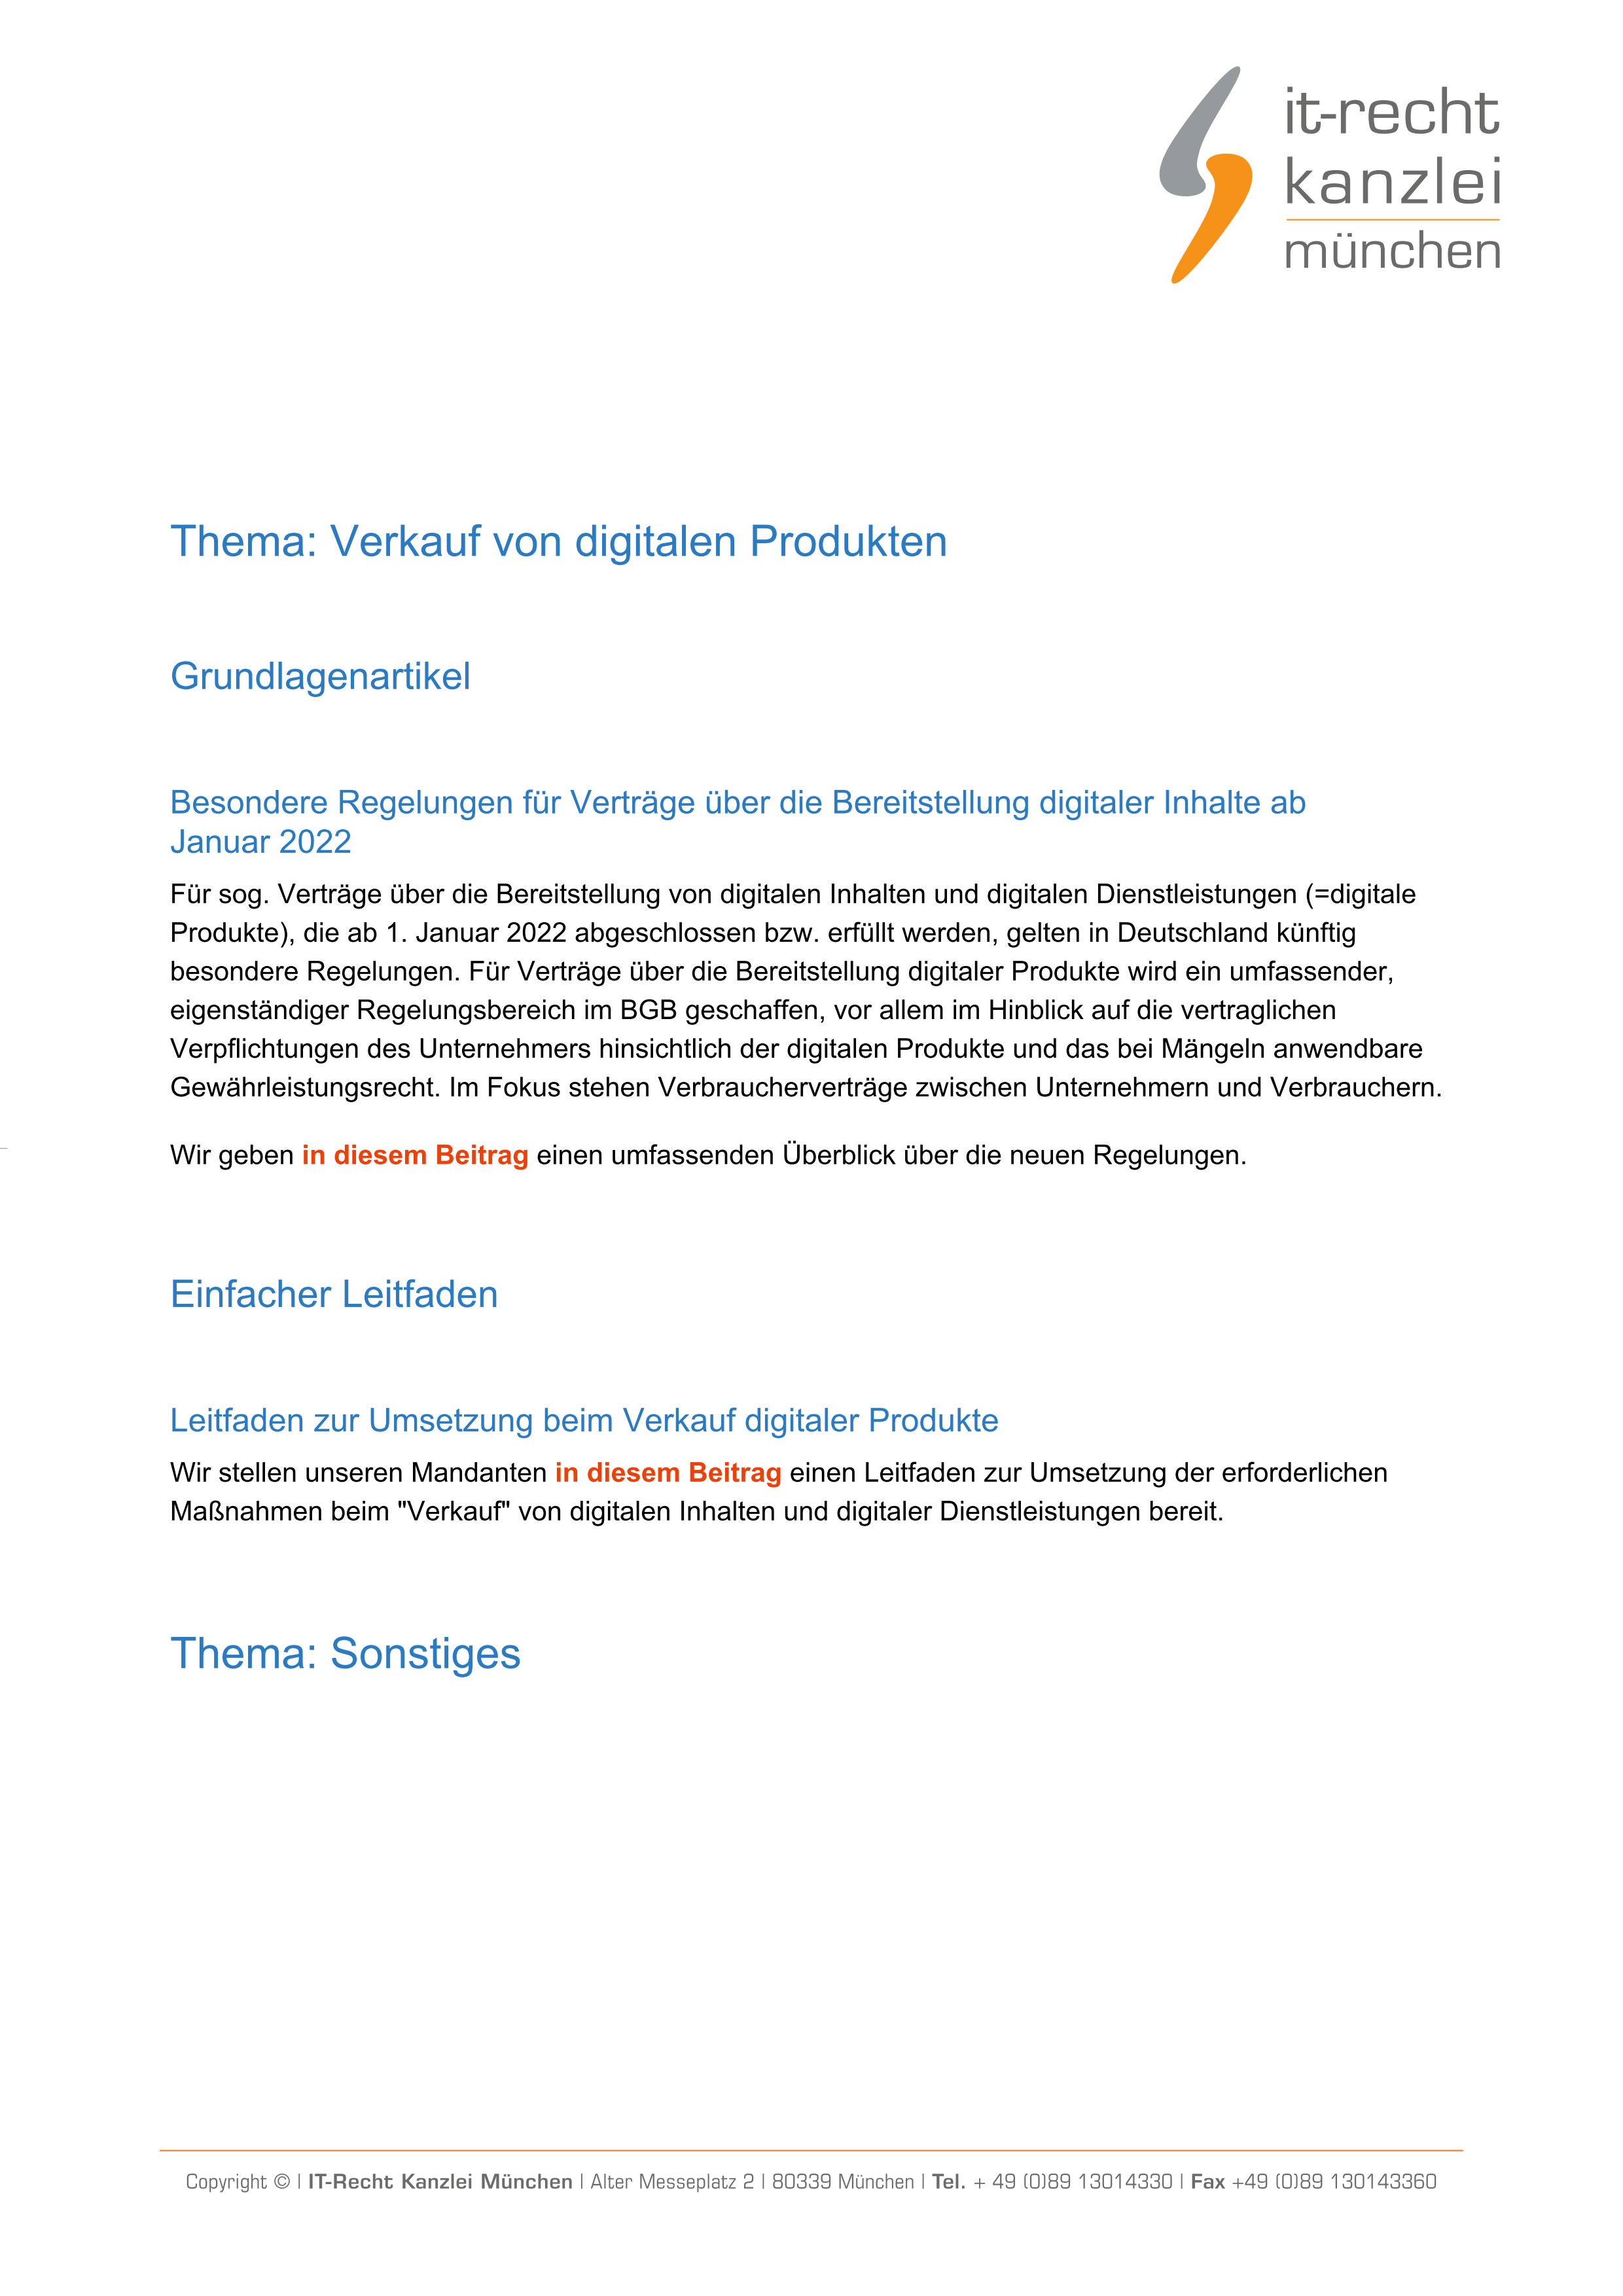 it-recht
kanzlei
münchen
Thema: Verkauf von digitalen Produkten
Grundlagenartikel
Besondere Regelungen für Verträge über die Bereitstellung digitaler Inhalte ab
Januar 2022
Für sog. Verträge über die Bereitstellung von digitalen Inhalten und digitalen Dienstleistungen (=digitale
Produkte), die ab 1. Januar 2022 abgeschlossen bzw. erfüllt werden, gelten in Deutschland künftig
besondere Regelungen. Für Verträge über die Bereitstellung digitaler Produkte wird ein umfassender,
eigenständiger Regelungsbereich im BGB geschaffen, vor allem im Hinblick auf die vertraglichen
Verpflichtungen des Unternehmers hinsichtlich der digitalen Produkte und das bei Mängeln anwendbare
Gewährleistungsrecht. Im Fokus stehen Verbraucherverträge zwischen Unternehmern und Verbrauchern.
Wir geben in diesem Beitrag einen umfassenden Überblick über die neuen Regelungen.
Einfacher Leitfaden
Leitfaden zur Umsetzung beim Verkauf digitaler Produkte
Wir stellen unseren Mandanten in diesem Beitrag einen Leitfaden zur Umsetzung der erforderlichen
Maßnahmen beim "Verkauf" von digitalen Inhalten und digitaler Dienstleistungen bereit.
Thema: Sonstiges
Copyright © | IT-Recht Kanzlei München | Alter Messeplatz 2 | 80339 München | Tel. + 49 (0)89 13014330 | Fax +49 (0)89 130143360